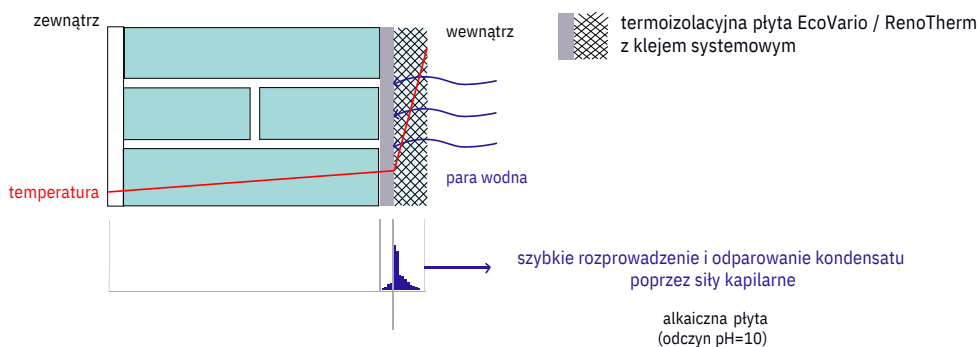 zewnątrz
wewnątrz
termoizolacyjna płyta EcoVario / RenoTherm
z klejem systemowym
temperatura
para wodna
szybkie rozprowadzenie i odparowanie kondensatu
poprzez siły kapilarne
alkaiczna płyta
(odczyn pH=10)